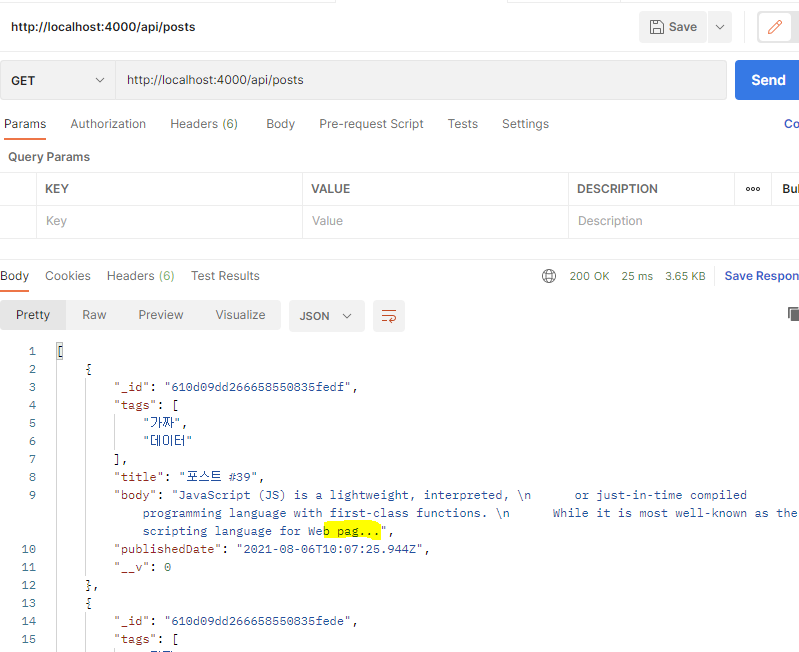 http://localhost:4000/api/posts
Save
GET
http://localhost:4000/api/posts
Send
Params Authorization Headers (6) Body Pre-request Script Tests Settings Co
Query Params
KEY VALUE DESCRIPTION ooo Bul
Key Value Description
Body Cookies Headers (6) Test Results 200 OK 25 ms 3.65 KB Save Respon
Pretty Raw Preview Visualize JSON
1 [
2 {
3 "_id": "610d09dd266658550835fedf",
4 "tags": [
5 "가짜",
6 "데이터"
7 ],
8 "title": "포스트 #39",
9 "body": "JavaScript (JS) is a lightweight, interpreted, \n or just-in-time compiled
programming language with first-class functions. \n While it is most well-known as the
scripting language for Web pag...",
10 "publishedDate": "2021-08-06T10:07:25.944Z",
11 "__v": 0
12 },
13 {
14 "_id": "610d09dd266658550835fede",
15 "tags": [